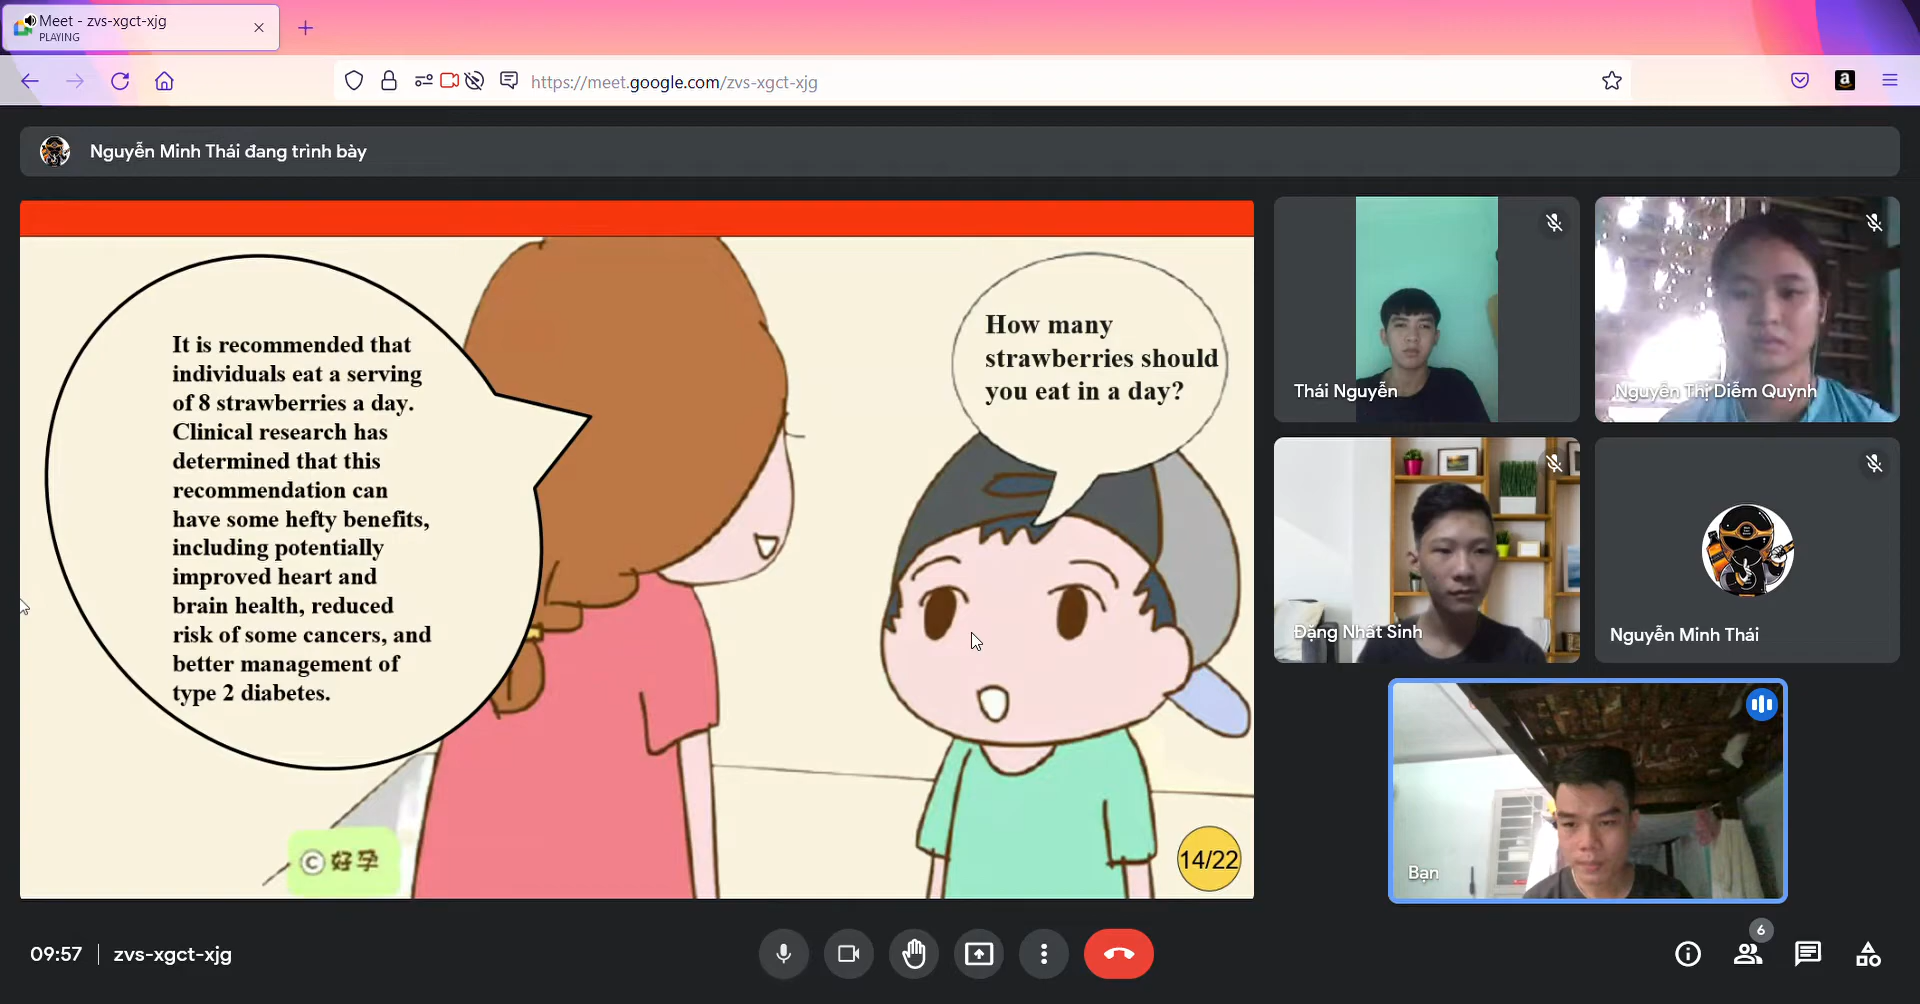 Meet - zvs-xgct-xjg
PLAYING
https://meet.google.com/zvs-xgct-xjg
Nguyễn Minh Thái đang trình bày
It is recommended that
individuals eat a serving
of 8 strawberries a day.
Clinical research has
determined that this
recommendation can
have some hefty benefits,
including potentially
improved heart and
brain health, reduced
risk of some cancers, and
better management of
type 2 diabetes.
How many
strawberries should
you eat in a day?
© 好孕
14/22
Thái Nguyễn
Nguyễn Thị Diễm Quỳnh
Đặng Nhất Sinh
Nguyễn Minh Thái
Bạn
09:57 | zvs-xgct-xjg
6